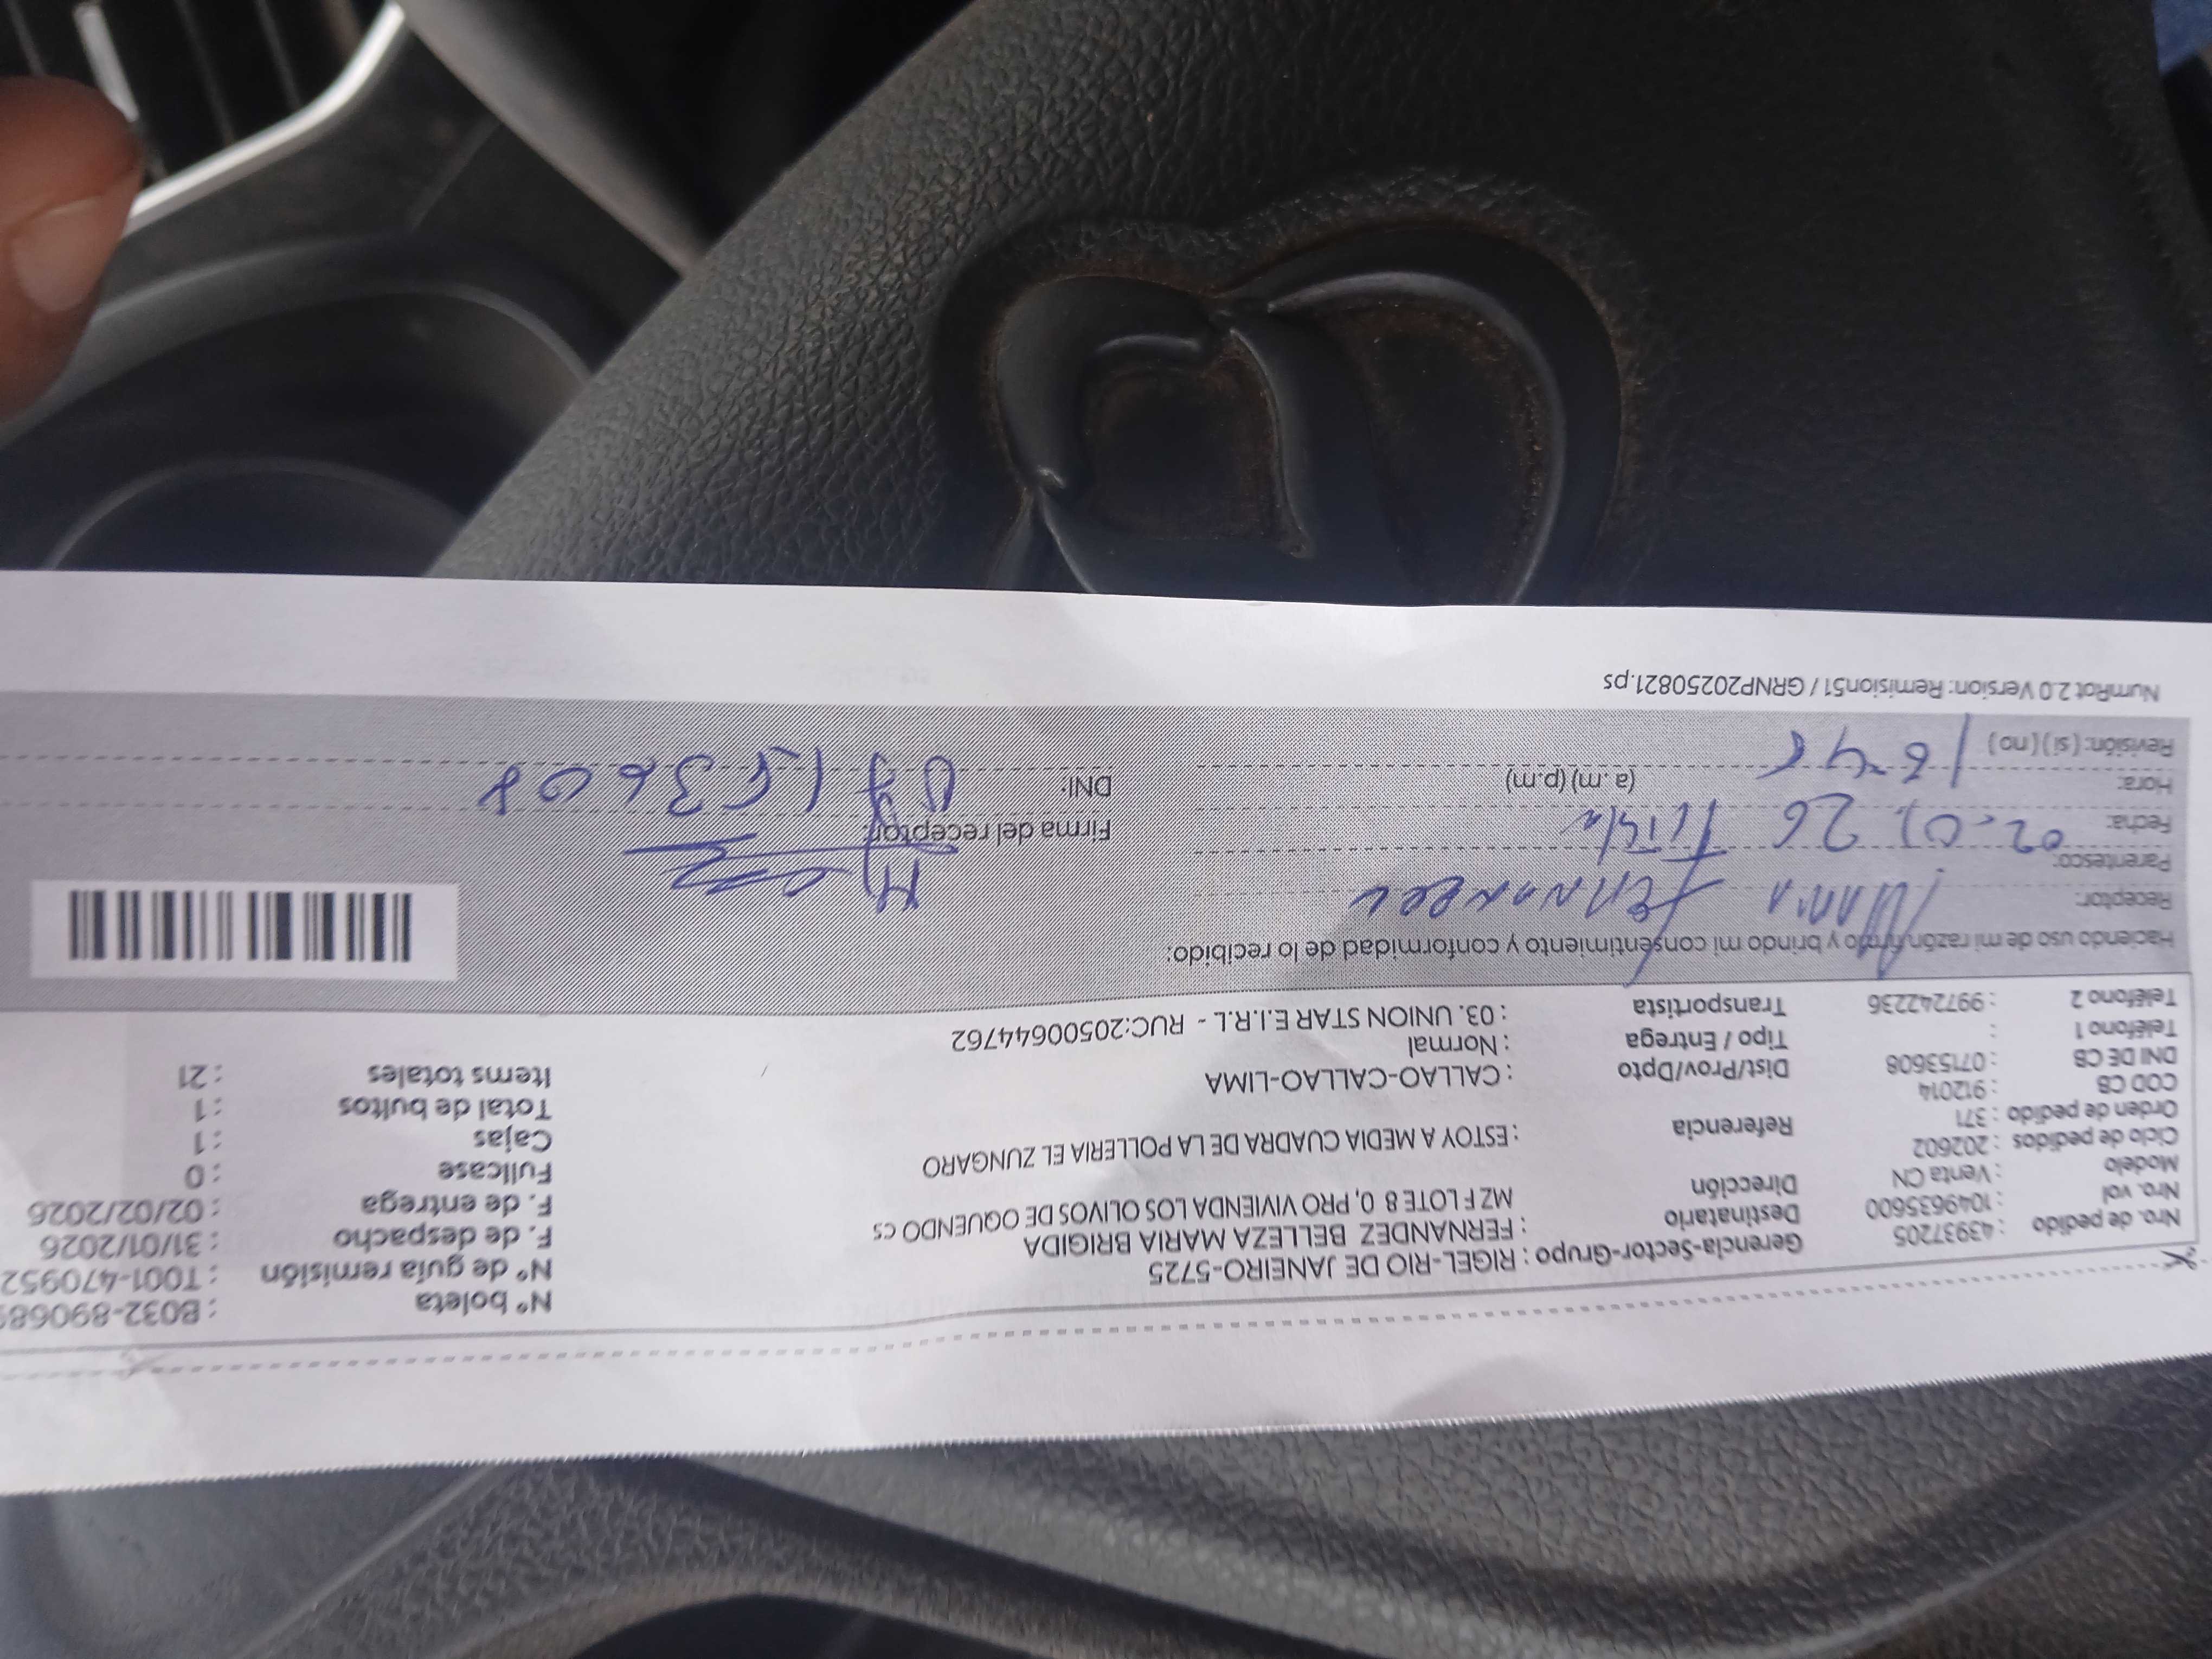 Nro. de pedido : 43937205
Nro. vol : 1049635600
Modelo : Venta CN
Ciclo de pedidos : 202602
Orden de pedido : 371
COD CB : 912014
DNI DE CB : 07153608
Teléfono 1 :
Teléfono 2 : 997242236
Gerencia-Sector-Grupo : RIGEL-RIO DE JANEIRO-5725
Destinatario : FERNANDEZ BELLEZA MARIA BRIGIDA
Dirección MZ F LOTE 8 0, PRO VIVIENDA LOS OLIVOS DE OQUENDO CS
Referencia : ESTOY A MEDIA CUADRA DE LA POLLERIA EL ZUNGARO
Dist/Prov/Dpto : CALLAO-CALLAO-LIMA
Tipo / Entrega : Normal
Transportista : 03. UNION STAR E.I.R.L - RUC:20500644762
Nº boleta : B032-89068
Nº de guía remisión : T001-470952
F. de despacho : 31/01/2026
F. de entrega : 02/02/2026
Fullcase : 0
Cajas : 1
Total de bultos : 1
Items totales : 21
Haciendo uso de mi razón firmo y brindo mi consentimiento y conformidad de lo recibido:
Receptor: Maria Fernandez
Parentesco: Titular
Fecha: 02.02.26
Hora: 16:45 (a.m) (p.m)
Revisión: (si) (no)
Firma del receptor:
DNI: 07153608
NumRot 2.0 Version: Remision51 / GRNP20250821.ps